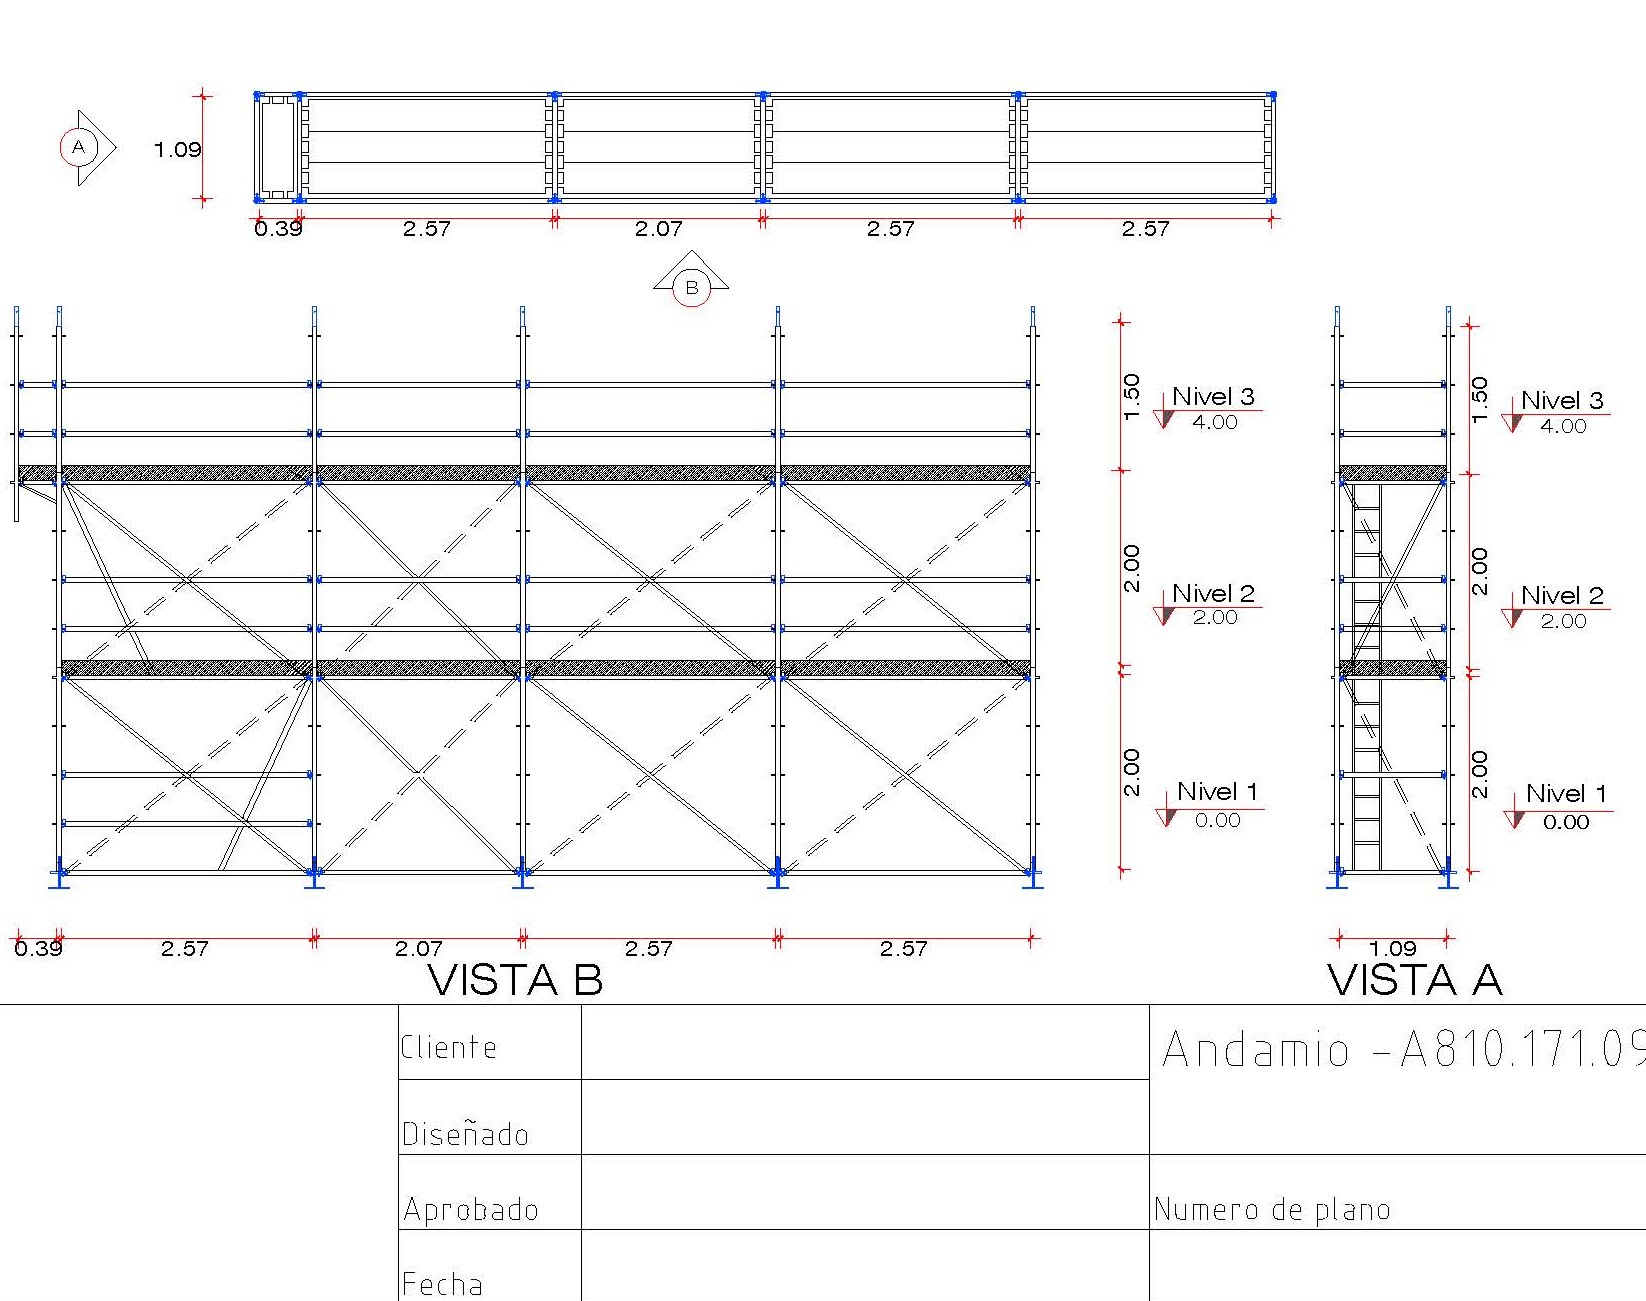 A
1.09
0.39
2.57
2.07
2.57
2.57
B
1.50
Nivel 3
4.00
2.00
Nivel 2
2.00
2.00
Nivel 1
0.00
1.50
Nivel 3
4.00
2.00
Nivel 2
2.00
2.00
Nivel 1
0.00
0.39
2.57
2.07
2.57
2.57
1.09
VISTA B
VISTA A
Cliente
Andamio -A810.171.09
Diseñado
Aprobado
Numero de plano
Fecha